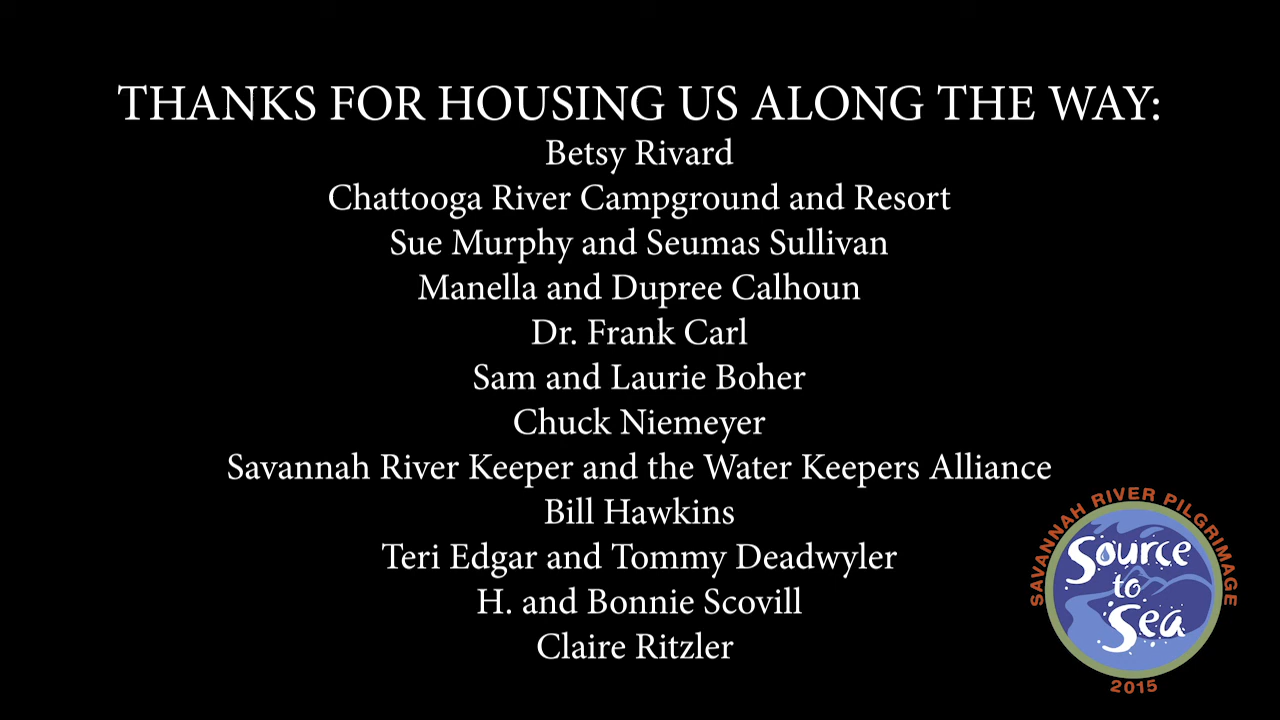 THANKS FOR HOUSING US ALONG THE WAY:
Betsy Rivard
Chattooga River Campground and Resort
Sue Murphy and Seumas Sullivan
Manella and Dupree Calhoun
Dr. Frank Carl
Sam and Laurie Boher
Chuck Niemeyer
Savannah River Keeper and the Water Keepers Alliance
Bill Hawkins
Teri Edgar and Tommy Deadwyler
H. and Bonnie Scovill
Claire Ritzler
SAVANNAH RIVER PILGRIMAGE
Source
to
Sea
2015